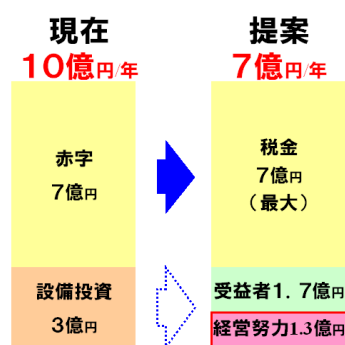 現在
10億円/年
赤字
7億円
設備投資
3億円
提案
7億円/年
税金
7億円
(最大)
受益者1.7億円
経営努力1.3億円